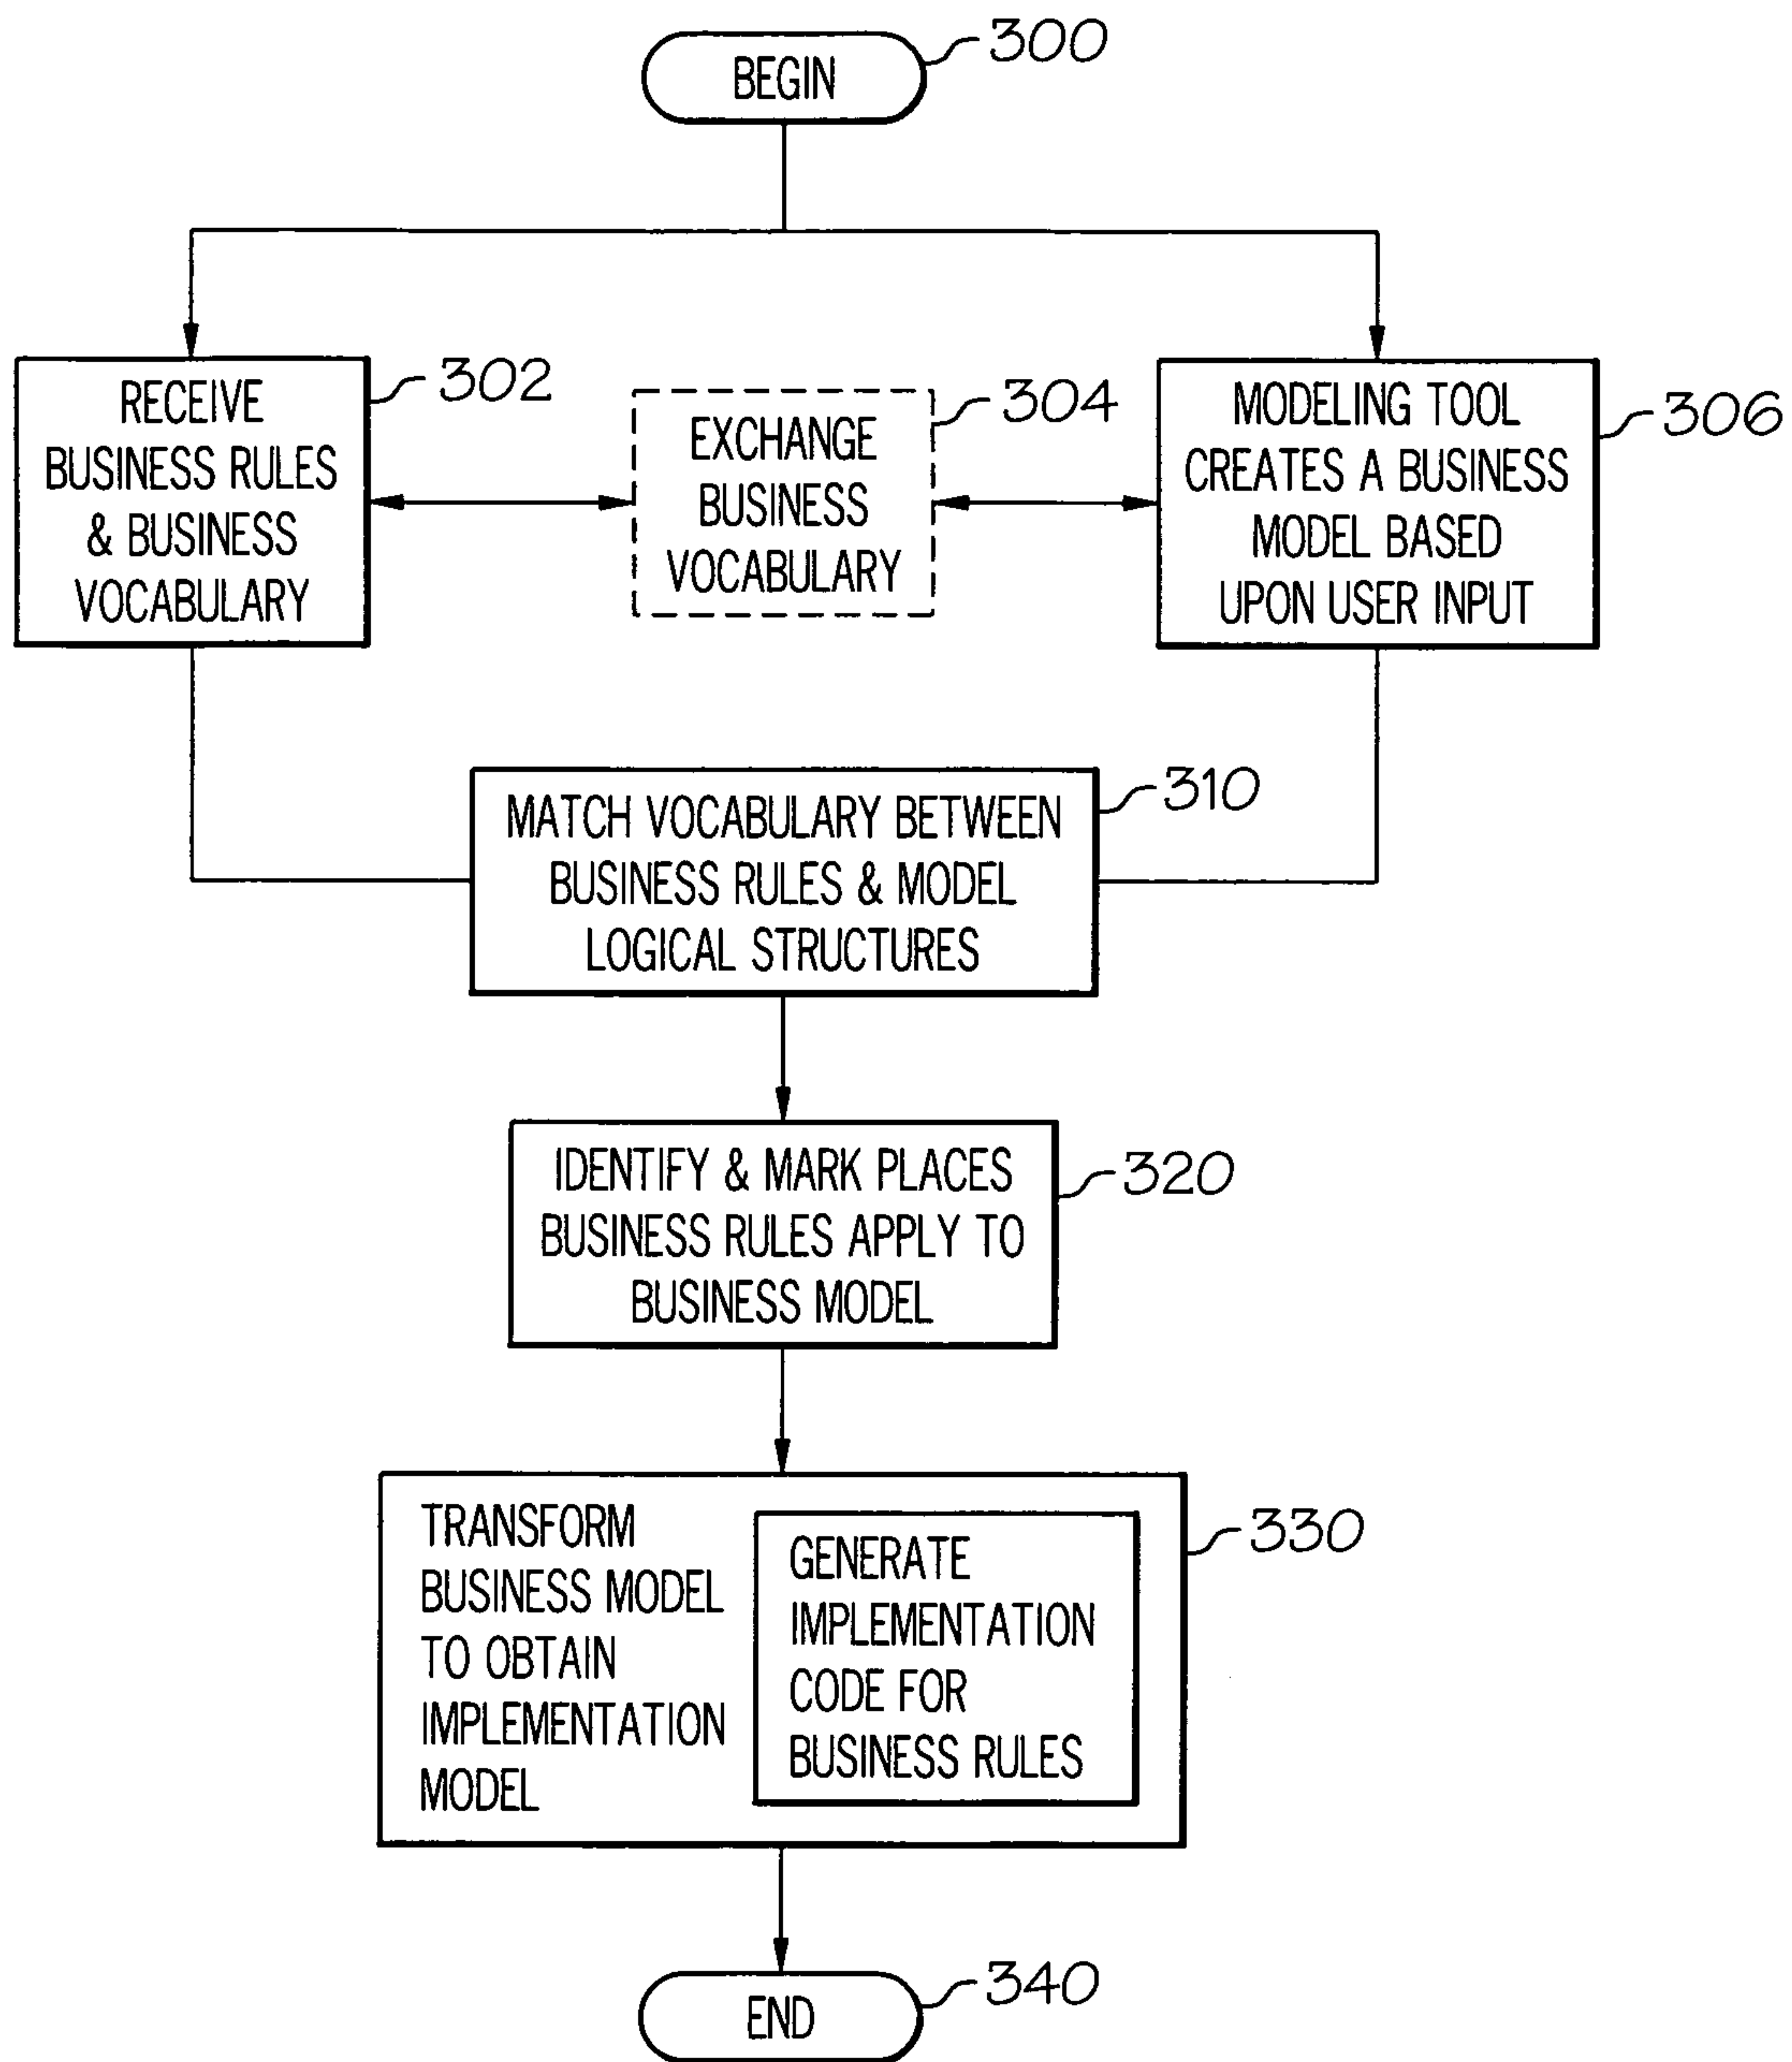 BEGIN
300
RECEIVE
BUSINESS RULES
& BUSINESS
VOCABULARY
302
EXCHANGE
BUSINESS
VOCABULARY
304
MODELING TOOL
CREATES A BUSINESS
MODEL BASED
UPON USER INPUT
306
MATCH VOCABULARY BETWEEN
BUSINESS RULES & MODEL
LOGICAL STRUCTURES
310
IDENTIFY & MARK PLACES
BUSINESS RULES APPLY TO
BUSINESS MODEL
320
TRANSFORM
BUSINESS MODEL
TO OBTAIN
IMPLEMENTATION
MODEL
GENERATE
IMPLEMENTATION
CODE FOR
BUSINESS RULES
330
END
340